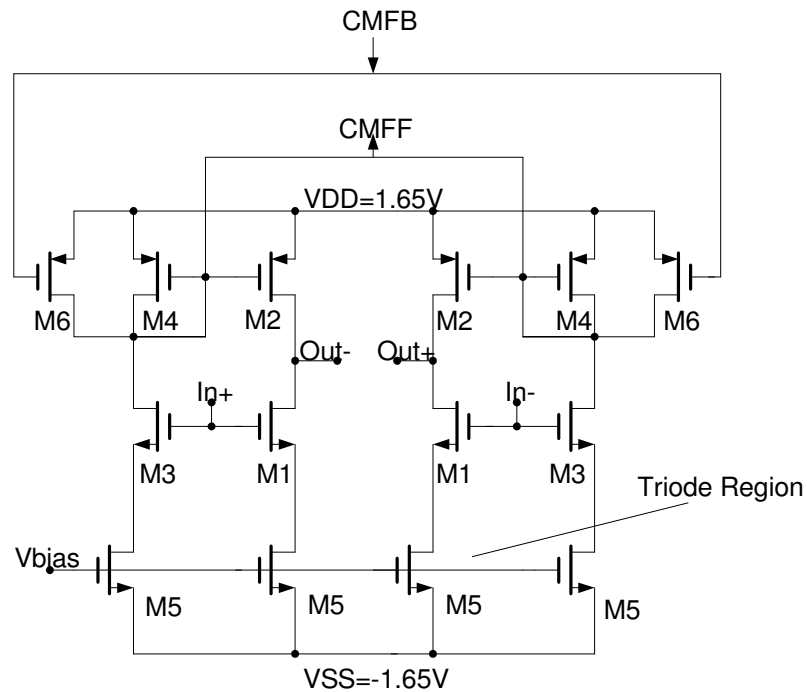 CMFB
CMFF
VDD=1.65V
M6
M4
M2
M2
M4
M6
Out-
Out+
In+
In-
M3
M1
M1
M3
Triode Region
Vbias
M5
M5
M5
M5
VSS=-1.65V